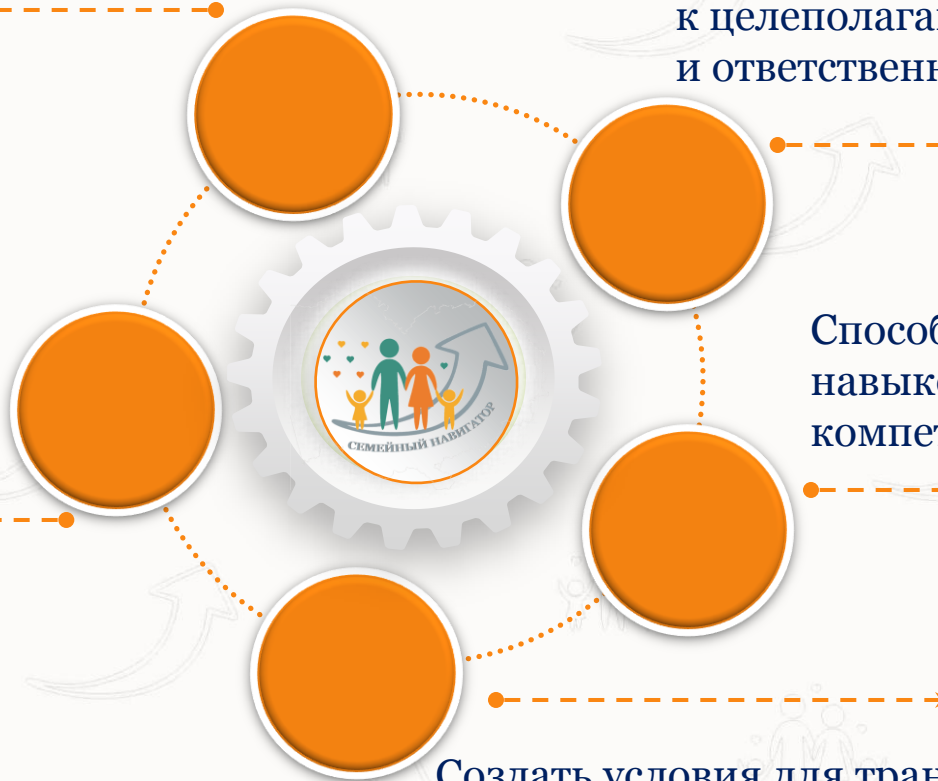 к целеполага
и ответствен
СЕМЕЙНЫЙ НАВИГАТОР
Способ
навык
компет
Создать условия для тран